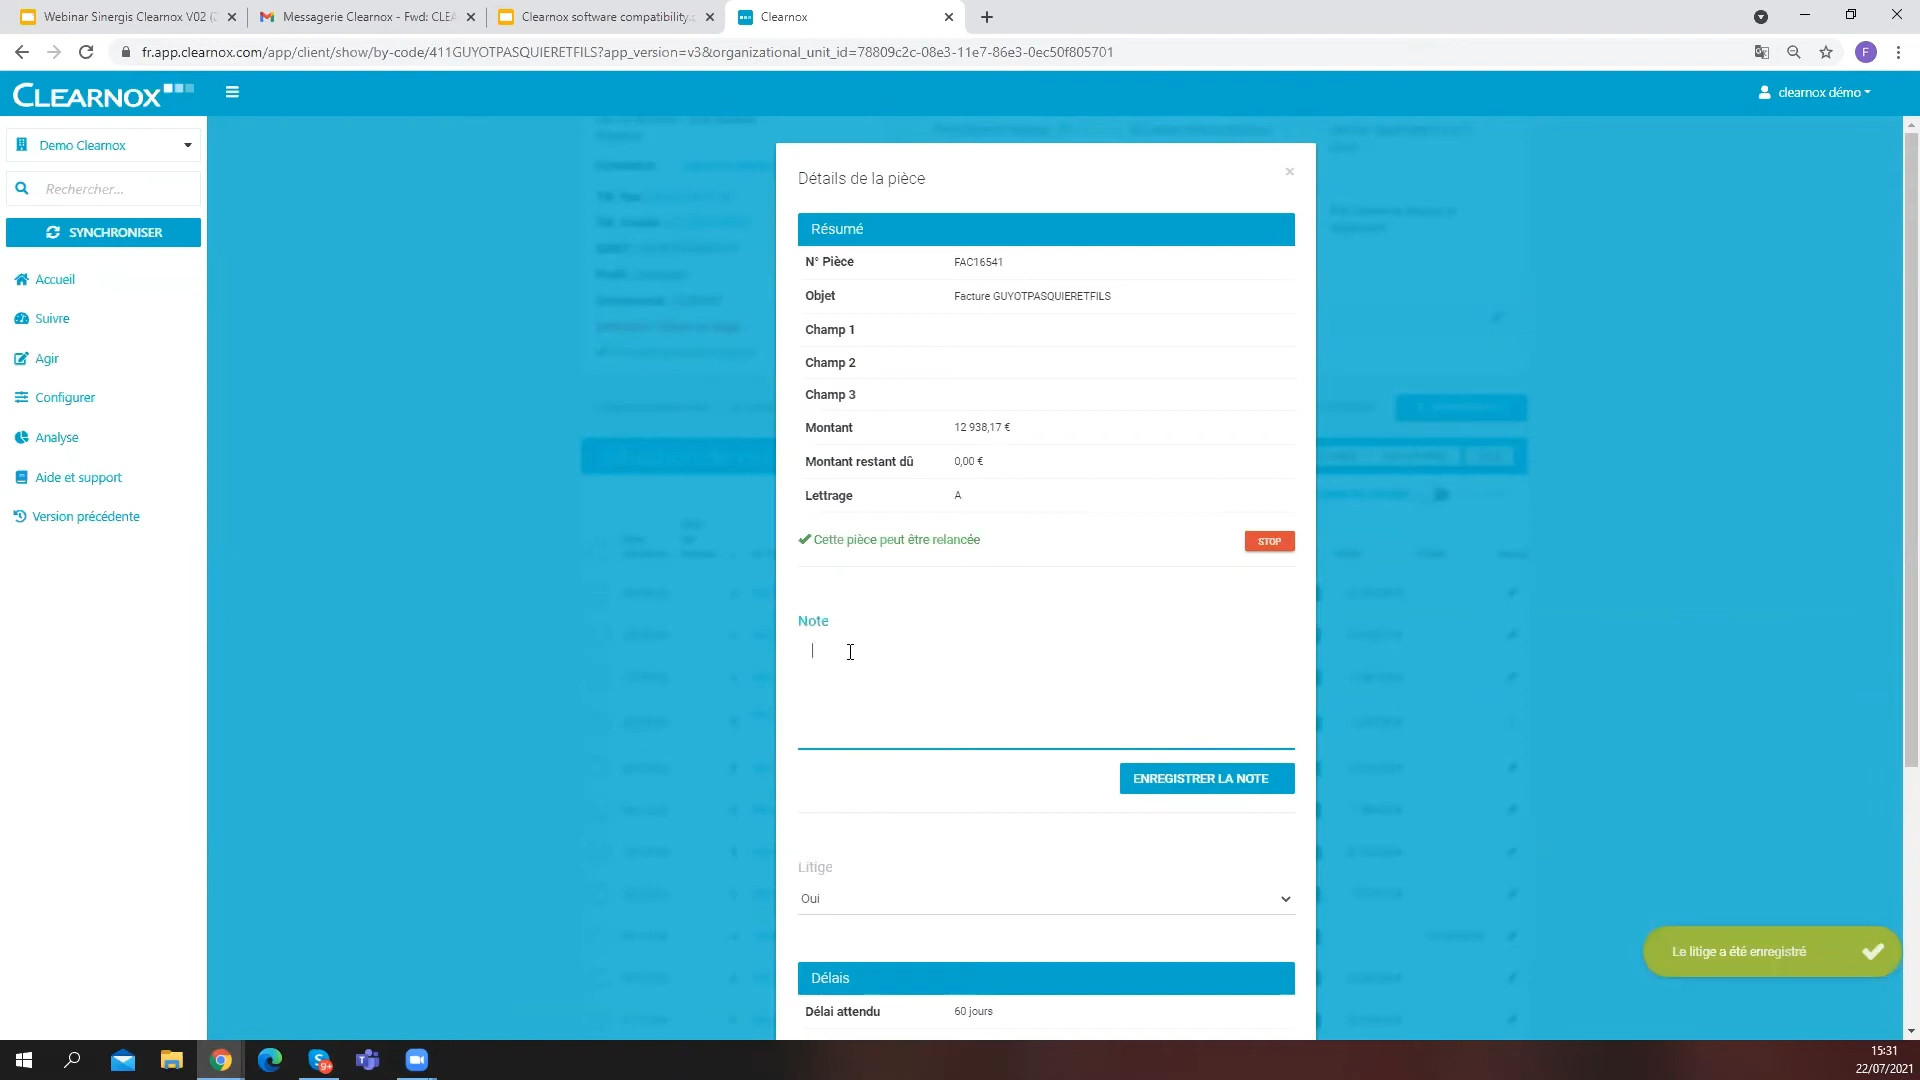 Webinar Sinergis Clearnox V02 (
Messagerie Clearnox - Fwd: CLEA
Clearnox software compatibility.
Clearnox
fr.app.clearnox.com/app/client/show/by-code/411GUYOTPASQUIERETFILS?app_version=v3&organizational_unit_id=78809c2c-08e3-11e7-86e3-0ec50f805701
F
CLEARNOX
clearnox démo
Demo Clearnox
Rechercher...
SYNCHRONISER
Accueil
Suivre
Agir
Configurer
Analyse
Aide et support
Version précédente
Détails de la pièce
×
Résumé
N° Pièce FAC16541
Objet Facture GUYOTPASQUIERETFILS
Champ 1
Champ 2
Champ 3
Montant 12 938,17 €
Montant restant dû 0,00 €
Lettrage A
Cette pièce peut être relancée
STOP
Note
ENREGISTRER LA NOTE
Litige
Oui
Délais
Délai attendu 60 jours
Le litige a été enregistré
9+
15:31
22/07/2021